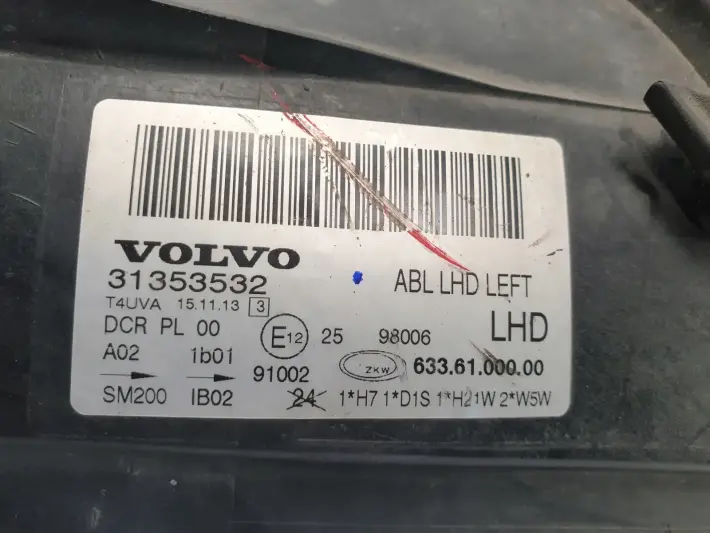 VOLVO
31353532 ABL LHD LEFT
T4UVA 15.11.13 3
DCR PL 00 E12 25 98006 LHD
A02 1b01 91002 ZKW 633.61.000.00
SM200 IB02 24 1*H7 1*D1S 1*H21W 2*W5W